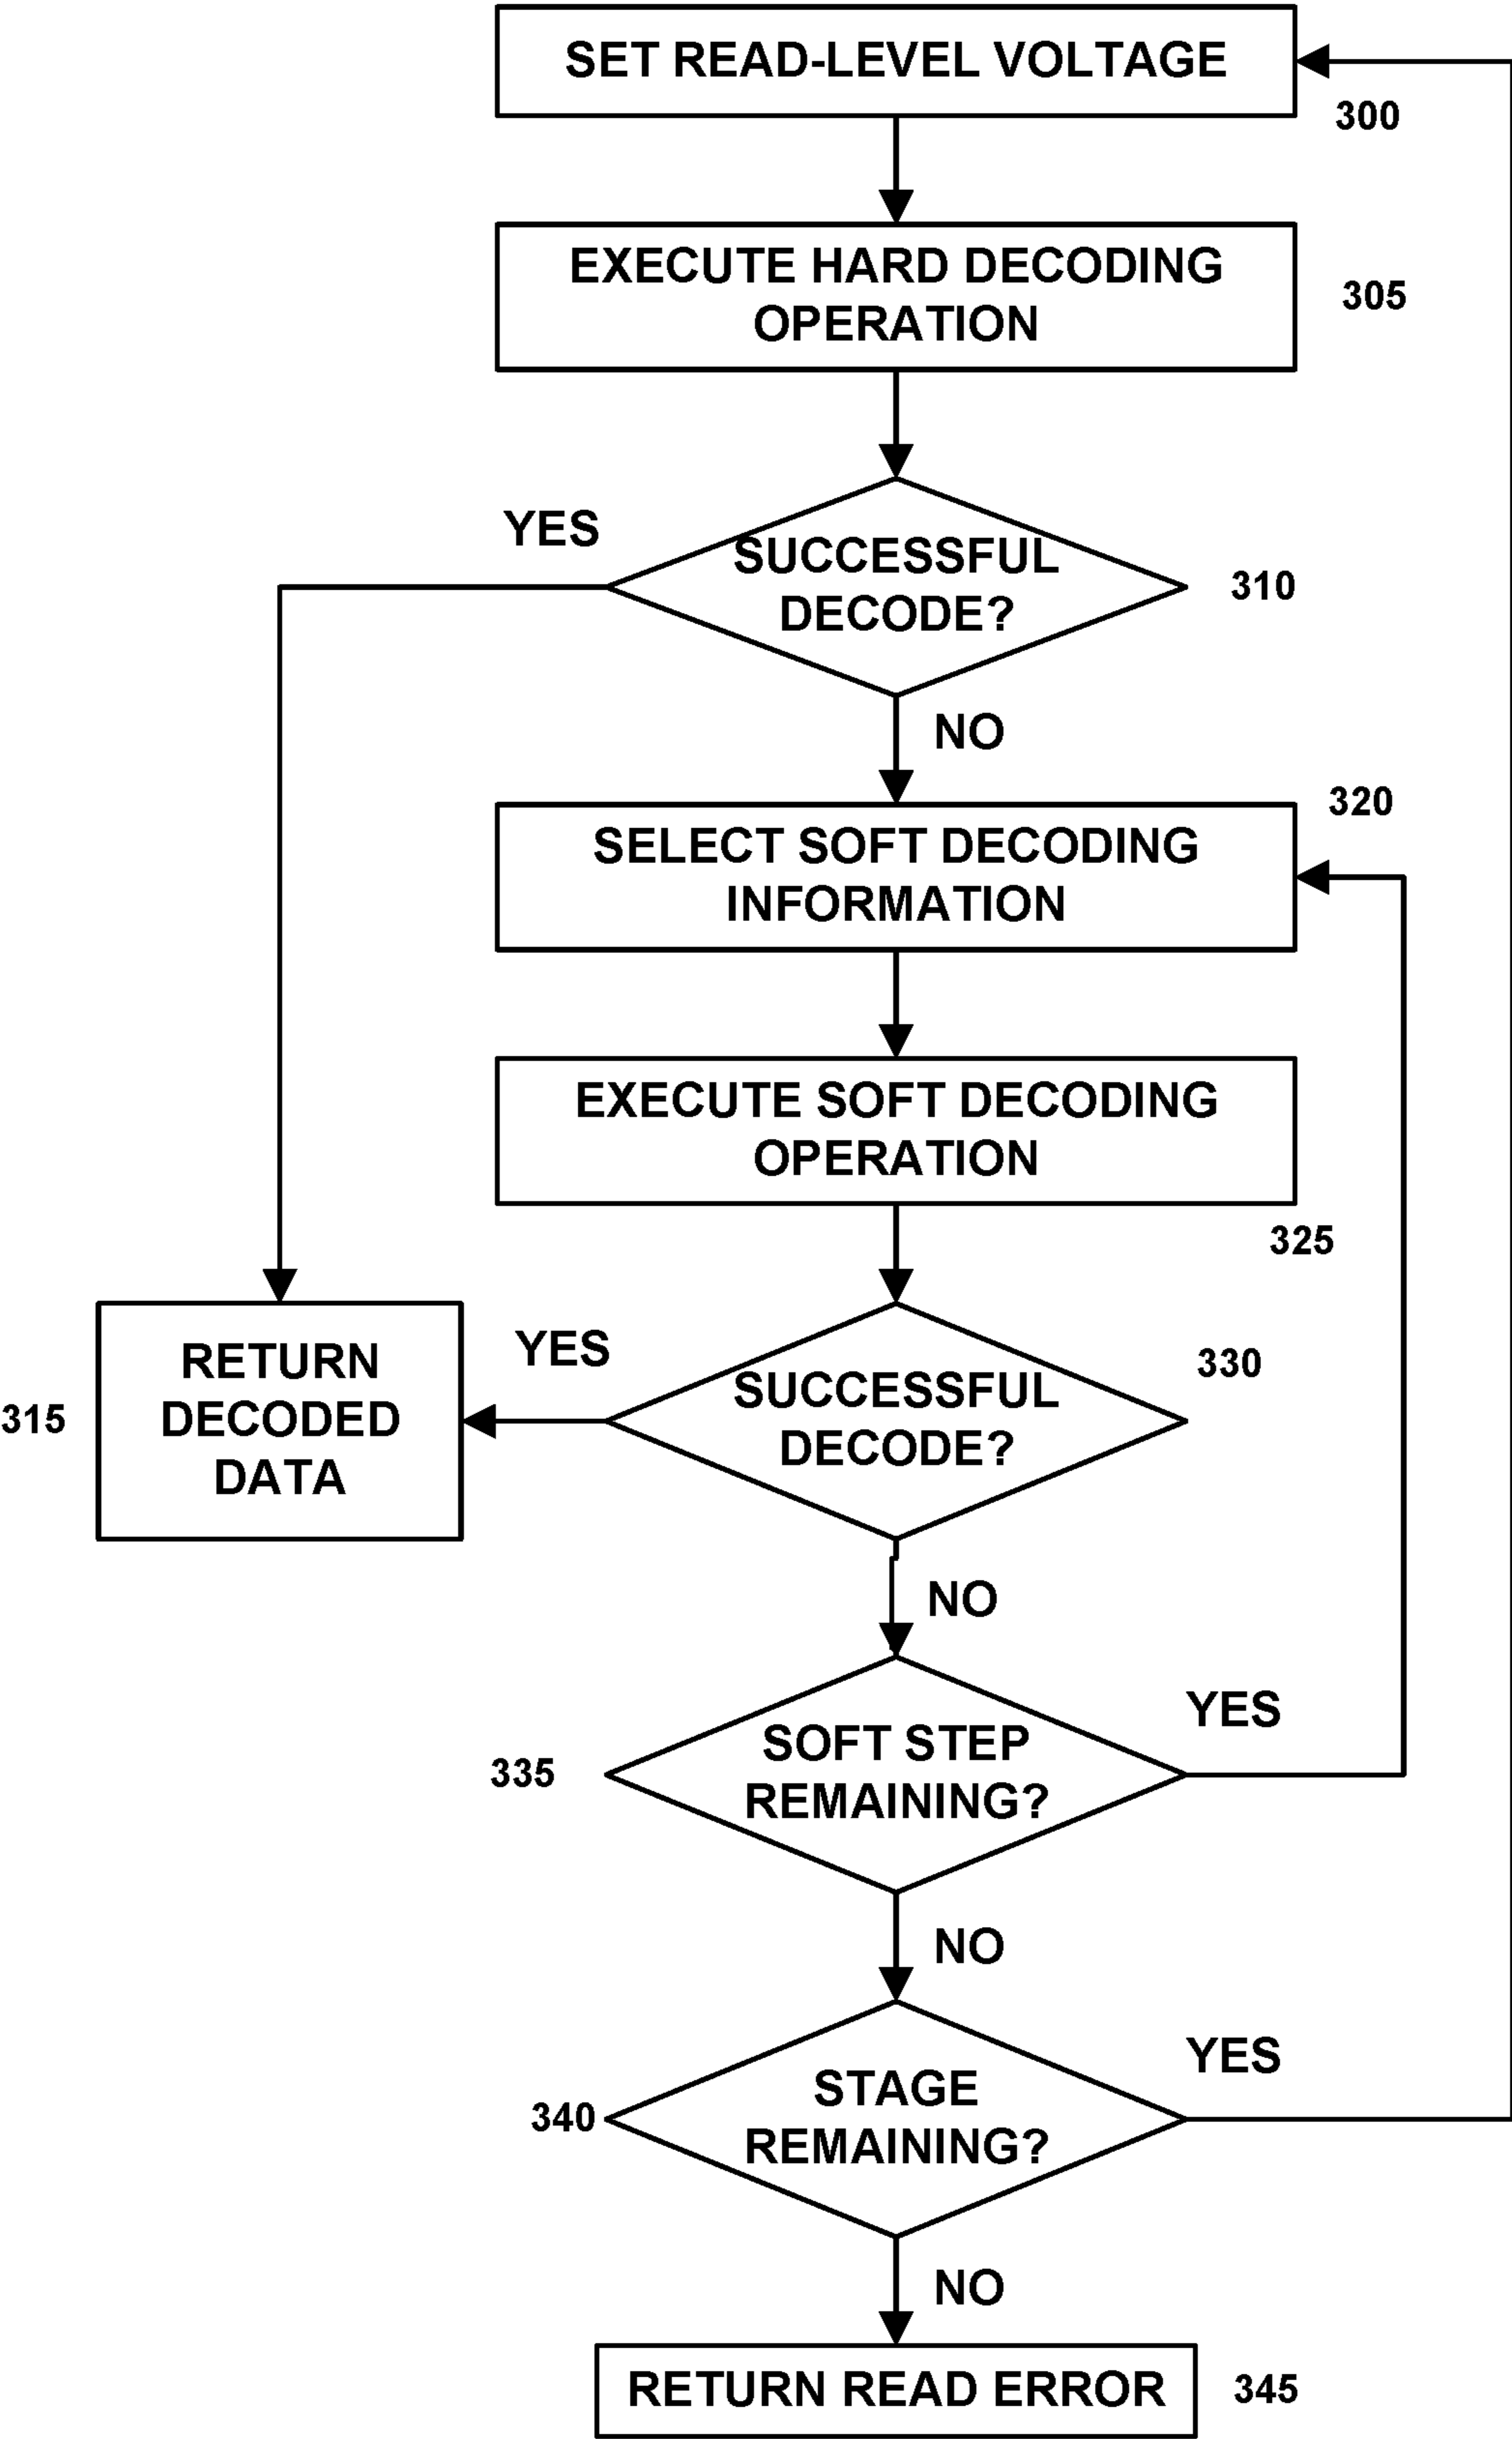 SET READ-LEVEL VOLTAGE
300
EXECUTE HARD DECODING
OPERATION
305
YES
SUCCESSFUL
DECODE?
310
NO
320
SELECT SOFT DECODING
INFORMATION
EXECUTE SOFT DECODING
OPERATION
325
315
RETURN
DECODED
DATA
YES
SUCCESSFUL
DECODE?
330
NO
335
SOFT STEP
REMAINING?
YES
NO
340
STAGE
REMAINING?
YES
NO
RETURN READ ERROR
345